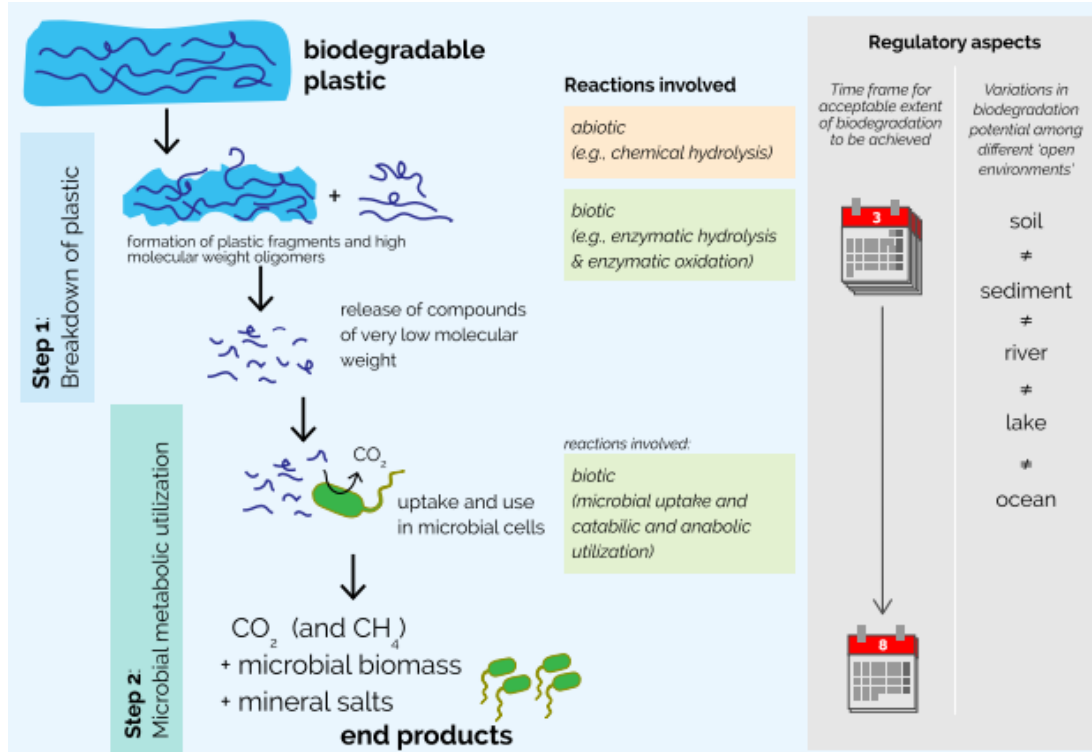 biodegradable
plastic
Step 1:
Breakdown of plastic
+
formation of plastic fragments and high
molecular weight oligomers
release of compounds
of very low molecular
weight
Reactions involved
abiotic
(e.g., chemical hydrolysis)
biotic
(e.g., enzymatic hydrolysis
& enzymatic oxidation)
Step 2:
Microbial metabolic utilization
CO₂
uptake and use
in microbial cells
reactions involved:
biotic
(microbial uptake and
catabilic and anabolic
utilization)
CO₂ (and CH₄)
+ microbial biomass
+ mineral salts
end products
Regulatory aspects
Time frame for
acceptable extent
of biodegradation
to be achieved
3
8
Variations in
biodegradation
potential among
different ‘open
environments’
soil
≠
sediment
≠
river
≠
lake
≠
ocean